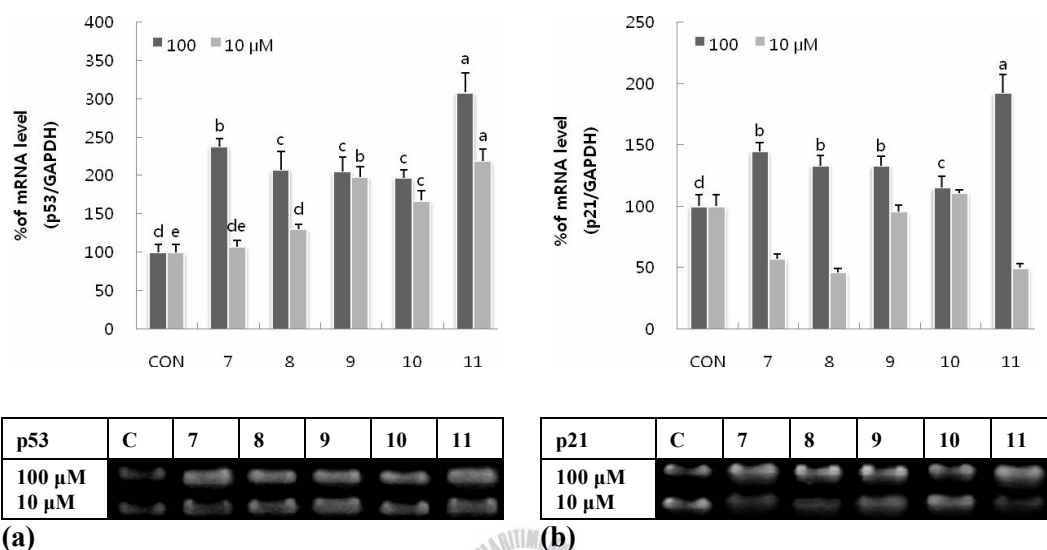 400
350
300
250
200
150
100
50
0
%of mRNA level
(p53/GAPDH)
100 10 µM
d e
b
de
c
d
c
b
c
c
a
a
CON 7 8 9 10 11
250
200
150
100
50
0
%of mRNA level
(p21/GAPDH)
100 10 µM
d
b
b
b
c
a
CON 7 8 9 10 11
p53 C 7 8 9 10 11
100 µM
10 µM
p21 C 7 8 9 10 11
100 µM
10 µM
(a) (b)